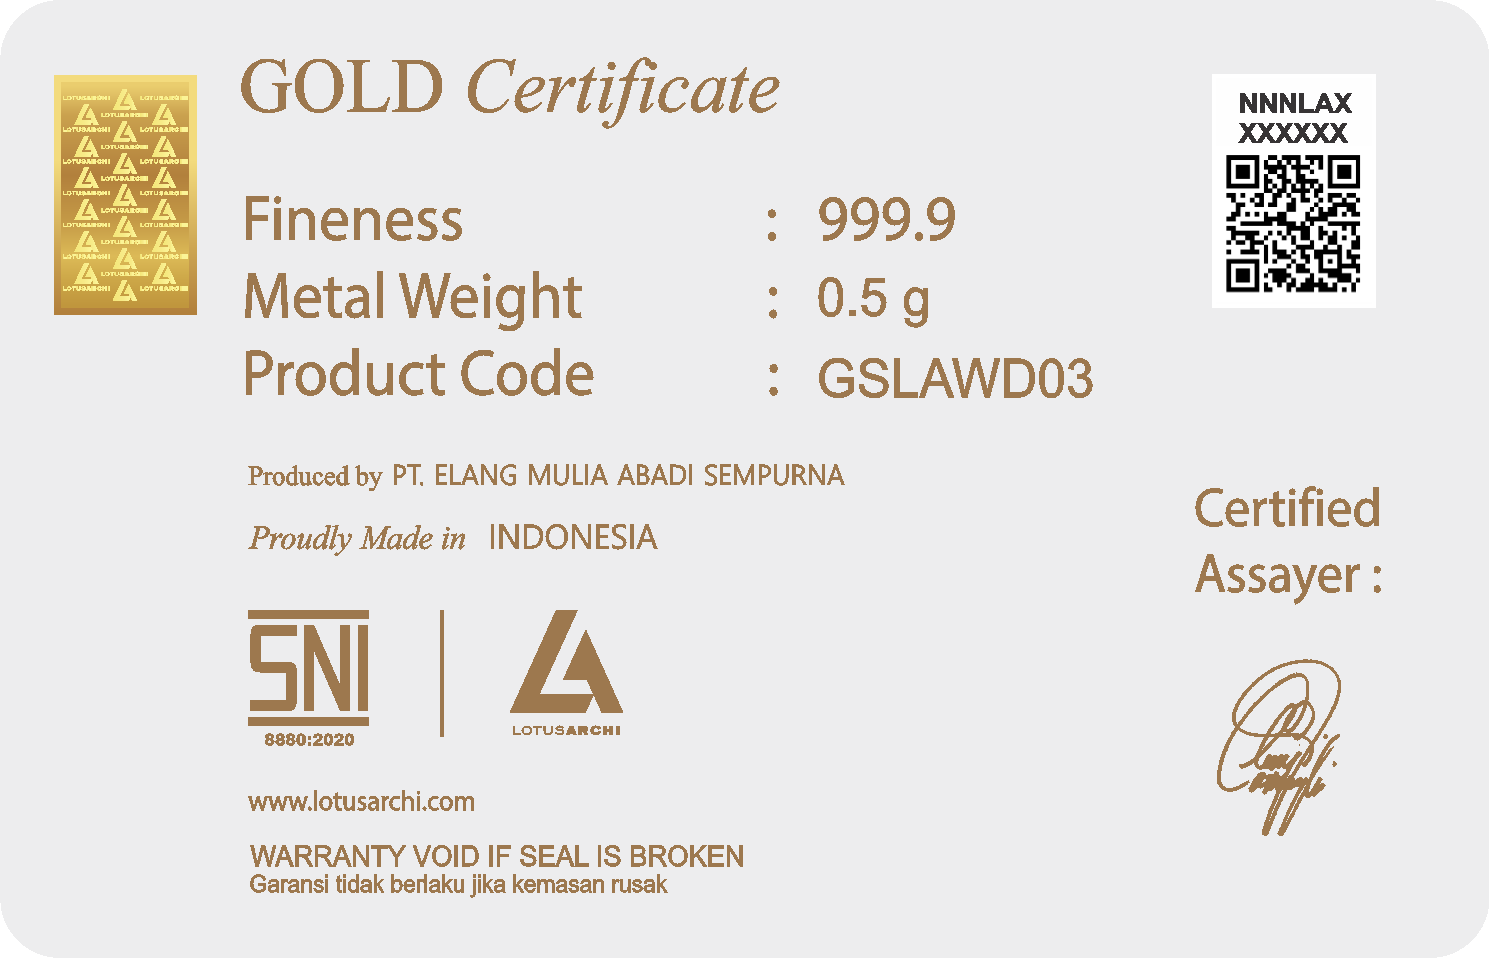 GOLD Certificate
NNNLAX
XXXXXX
Fineness : 999.9
Metal Weight : 0.5 g
Product Code : GSLAWD03
Produced by PT. ELANG MULIA ABADI SEMPURNA
Proudly Made in INDONESIA
Certified
Assayer :
SNI
8880:2020
LA
LOTUSARCHI
www.lotusarchi.com
WARRANTY VOID IF SEAL IS BROKEN
Garansi tidak berlaku jika kemasan rusak